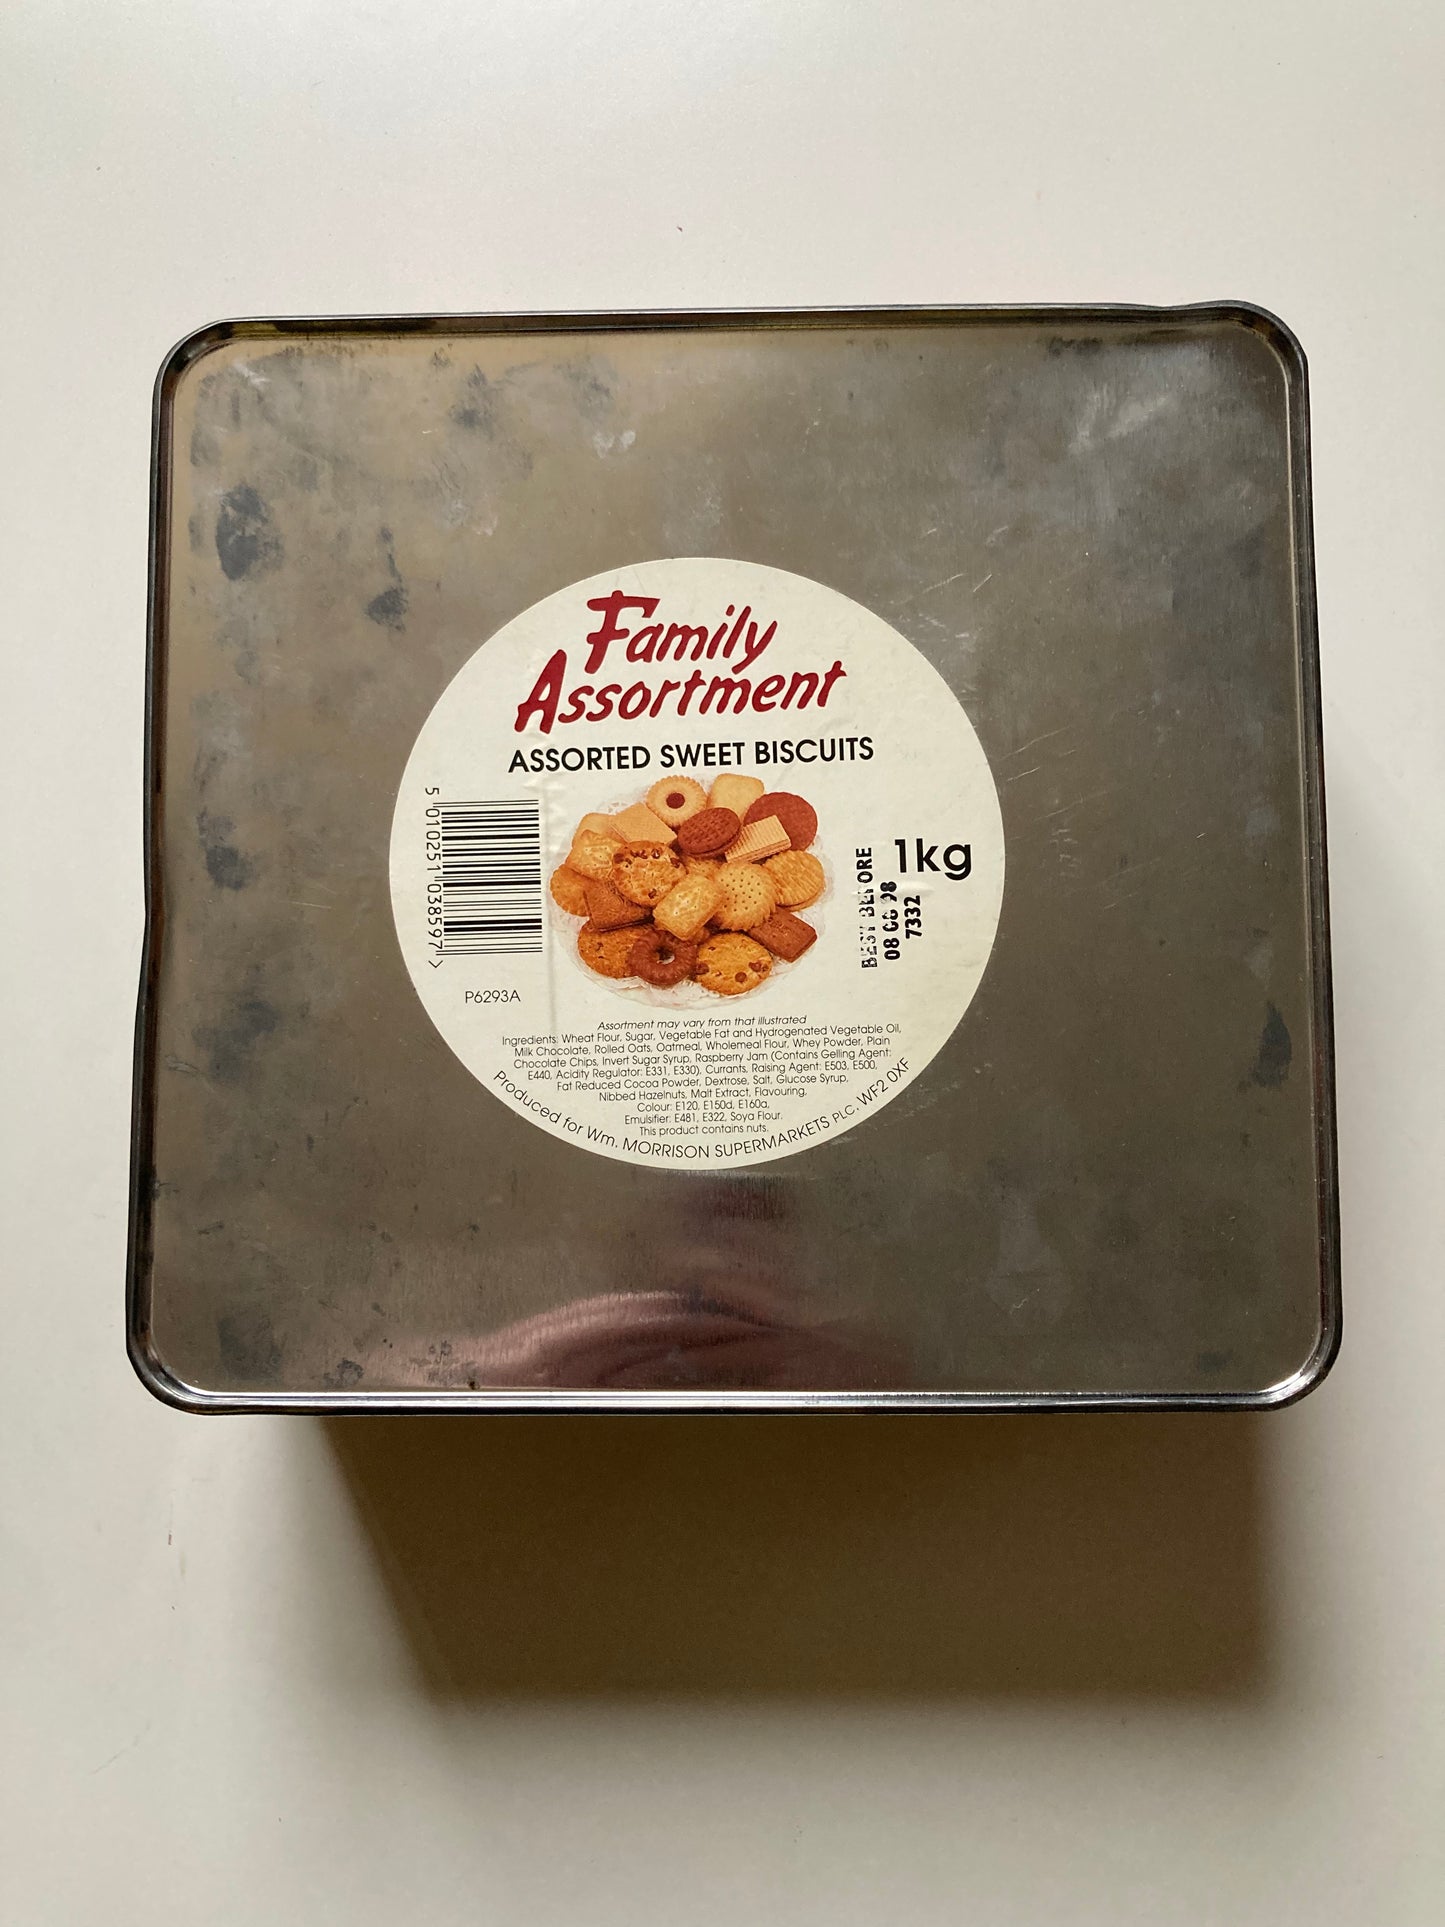 Family
Assortment
ASSORTED SWEET BISCUITS
5 010251 038597 >
1kg
BEST BEFORE
08 08 98
7332
P6293A
Assortment may vary from that illustrated
Ingredients: Wheat Flour, Sugar, Vegetable Fat and Hydrogenated Vegetable Oil,
Milk Chocolate, Rolled Oats, Oatmeal, Wholemeal Flour, Whey Powder, Plain
Chocolate Chips, Invert Sugar Syrup, Raspberry Jam (Contains Gelling Agent:
E440, Acidity Regulator: E331, E330), Currants, Raising Agent: E503, E500,
Fat Reduced Cocoa Powder, Dextrose, Salt, Glucose Syrup,
Nibbed Hazelnuts, Malt Extract, Flavouring,
Colour: E120, E150d, E160a,
Emulsifier: E481, E322, Soya Flour.
This product contains nuts.
Produced for Wm. MORRISON SUPERMARKETS PLC. WF2 0XF